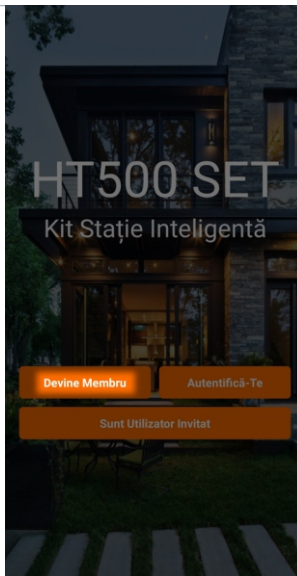 HT500 SET
Kit Stație Inteligentă
Devine Membru
Autentifică-Te
Sunt Utilizator Invitat